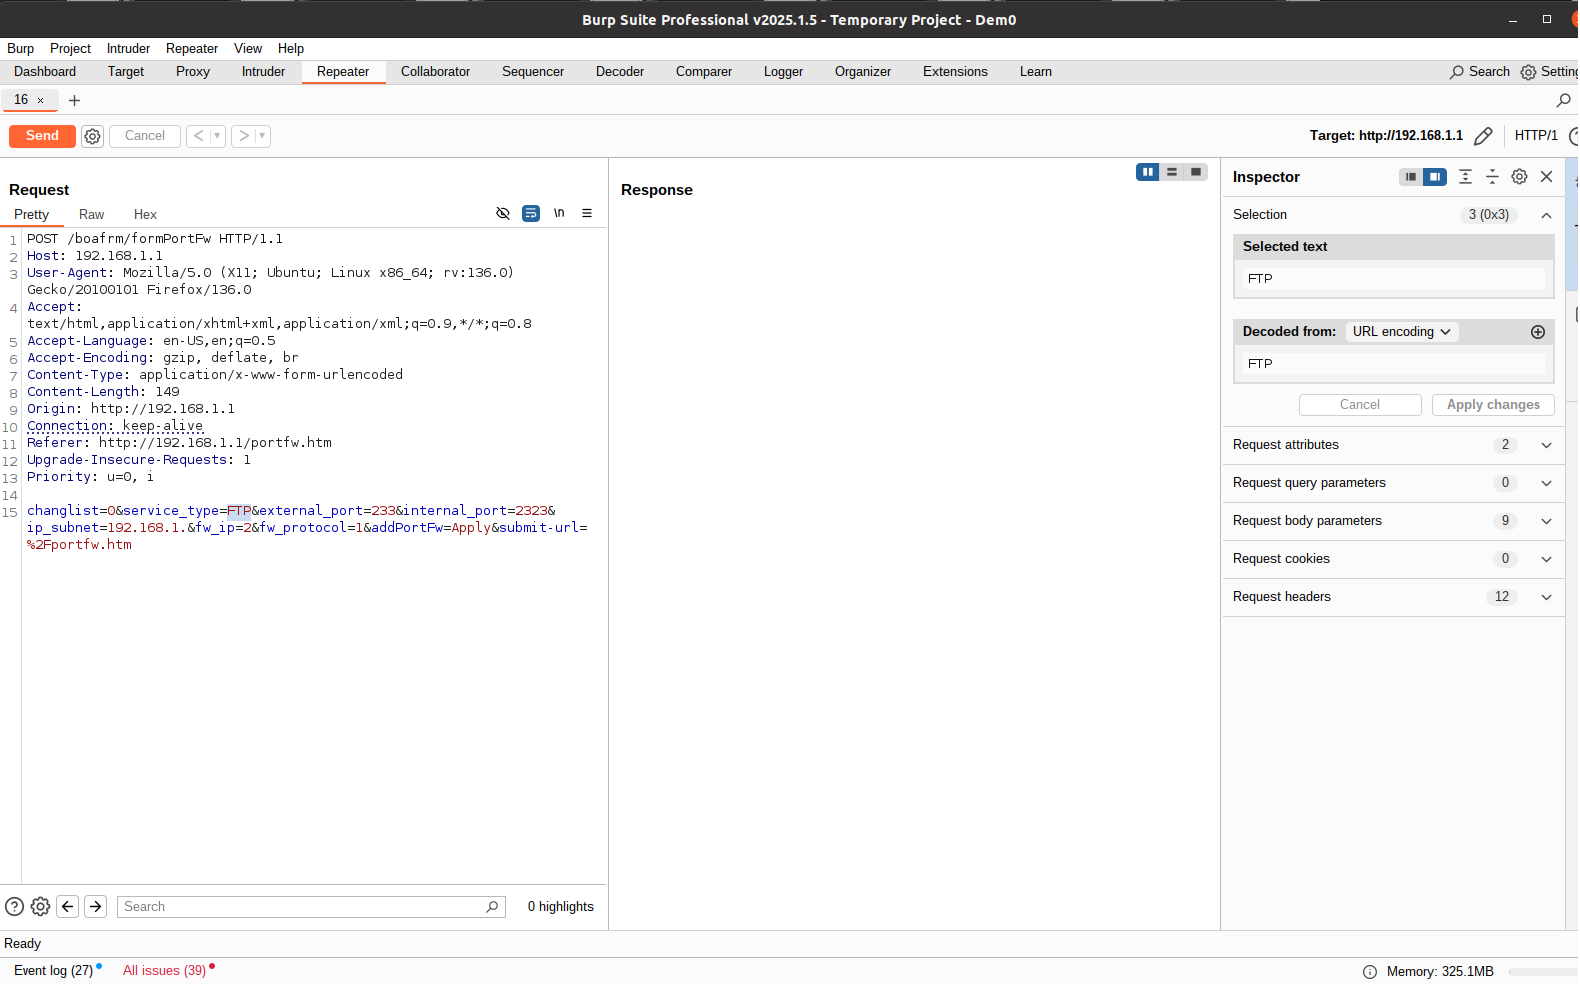 Burp Suite Professional v2025.1.5 - Temporary Project - Dem0
Burp Project Intruder Repeater View Help
Dashboard Target Proxy Intruder Repeater Collaborator Sequencer Decoder Comparer Logger Organizer Extensions Learn Search Setting
16 × +
Send Cancel < > Target: http://192.168.1.1 HTTP/1
Request
Pretty Raw Hex \n
1 POST /boafrm/formPortFw HTTP/1.1
2 Host: 192.168.1.1
3 User-Agent: Mozilla/5.0 (X11; Ubuntu; Linux x86_64; rv:136.0)
Gecko/20100101 Firefox/136.0
4 Accept:
text/html,application/xhtml+xml,application/xml;q=0.9,*/*;q=0.8
5 Accept-Language: en-US,en;q=0.5
6 Accept-Encoding: gzip, deflate, br
7 Content-Type: application/x-www-form-urlencoded
8 Content-Length: 149
9 Origin: http://192.168.1.1
10 Connection: keep-alive
11 Referer: http://192.168.1.1/portfw.htm
12 Upgrade-Insecure-Requests: 1
13 Priority: u=0, i
14
15 changlist=0&service_type=FTP&external_port=233&internal_port=2323&
ip_subnet=192.168.1.&fw_ip=2&fw_protocol=1&addPortFw=Apply&submit-url=
%2Fportfw.htm
Search 0 highlights
Response
Inspector
Selection 3 (0x3)
Selected text
FTP
Decoded from: URL encoding
FTP
Cancel Apply changes
Request attributes 2
Request query parameters 0
Request body parameters 9
Request cookies 0
Request headers 12
Ready
Event log (27) All issues (39) Memory: 325.1MB